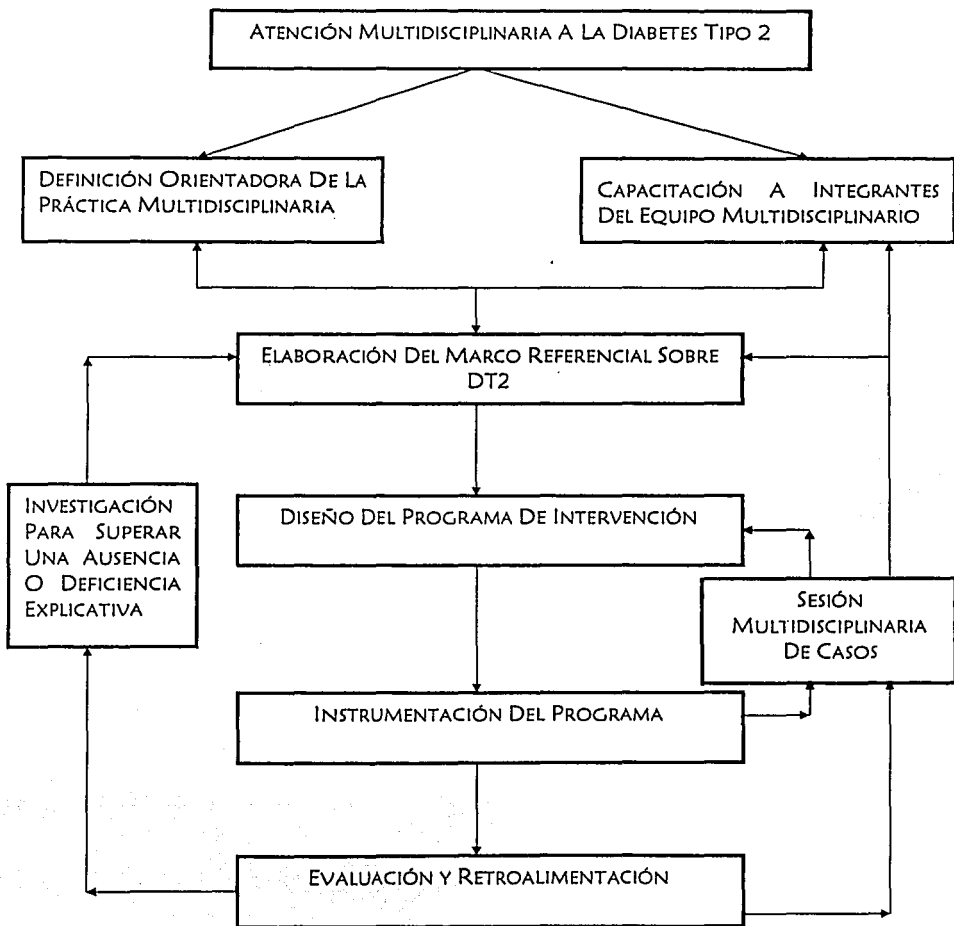 ATENCIÓN MULTIDISCIPLINARIA A LA DIABETES TIPO 2
DEFINICIÓN ORIENTADORA DE LA
PRÁCTICA MULTIDISCIPLINARIA
CAPACITACIÓN A INTEGRANTES
DEL EQUIPO MULTIDISCIPLINARIO
ELABORACIÓN DEL MARCO REFERENCIAL SOBRE
DT2
INVESTIGACIÓN
PARA SUPERAR
UNA AUSENCIA
O DEFICIENCIA
EXPLICATIVA
DISEÑO DEL PROGRAMA DE INTERVENCIÓN
SESIÓN
MULTIDISCIPLINARIA
DE CASOS
INSTRUMENTACIÓN DEL PROGRAMA
EVALUACIÓN Y RETROALIMENTACIÓN